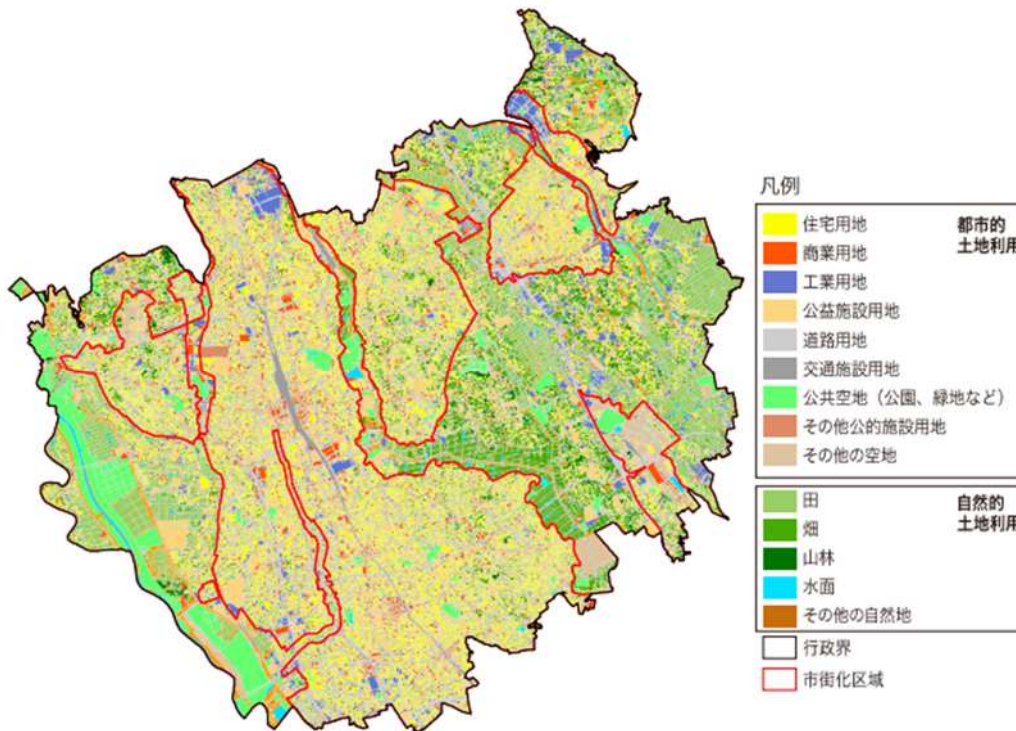 凡例
住宅用地
商業用地
工業用地
公益施設用地
道路用地
交通施設用地
公共空地（公園、緑地など）
その他公的施設用地
その他の空地
都市的
土地利用
田
畑
山林
水面
その他の自然地
自然的
土地利用
行政界
市街化区域